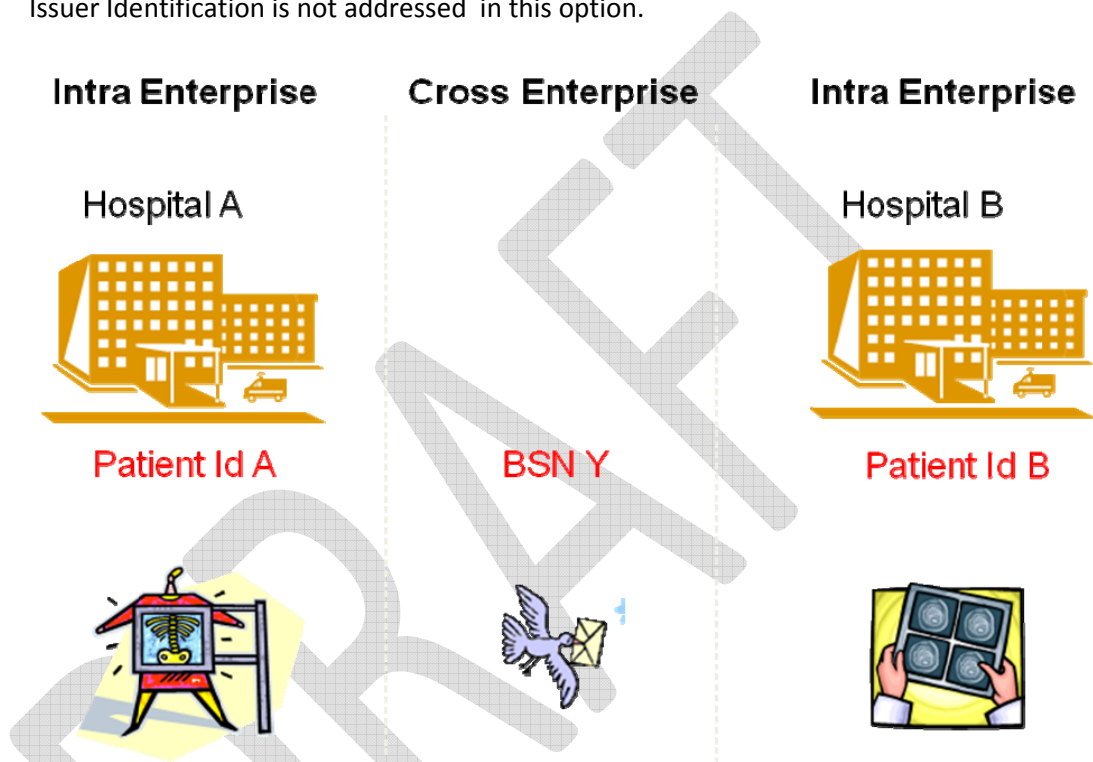 Issuer Identification is not addressed  in this option.
Intra Enterprise Cross Enterprise Intra Enterprise
Hospital A Hospital B
Patient Id A BSN Y Patient Id B
DRAFT